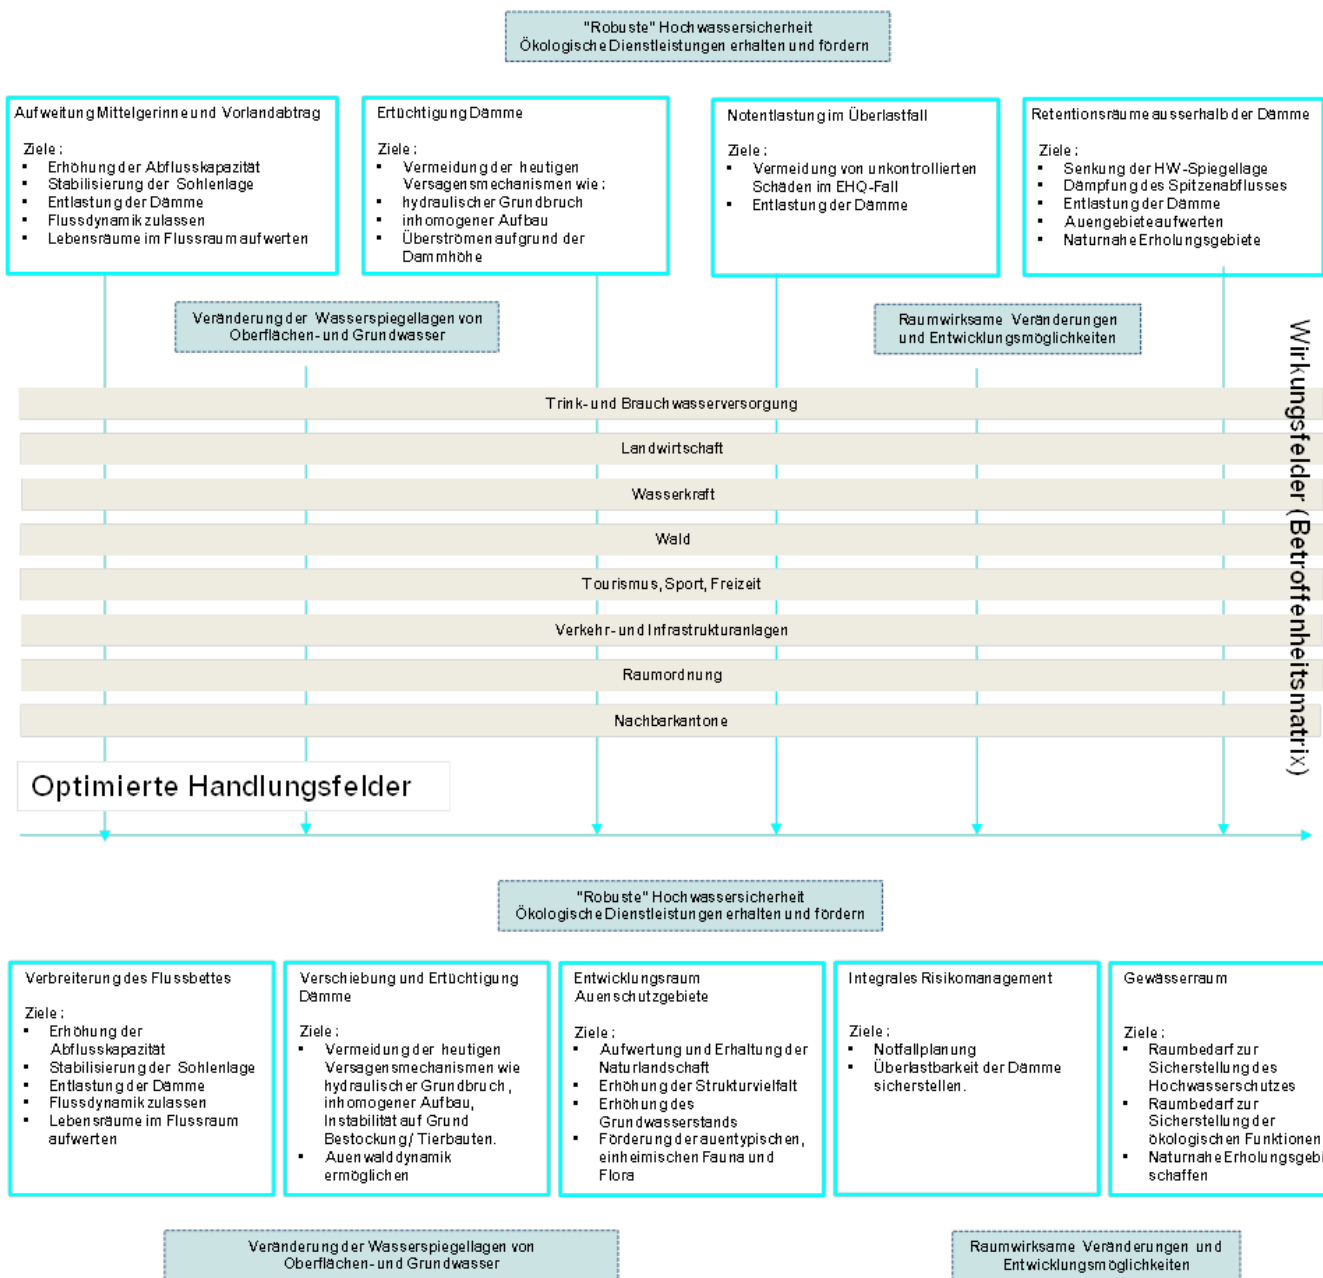 "Robuste" Hochwassersicherheit
Ökologische Dienstleistungen erhalten und fördern
Aufweitung Mittelgerinne und Vorlandabtrag
Ziele:
▪ Erhöhung der Abflusskapazität
▪ Stabilisierung der Sohlenlage
▪ Entlastung der Dämme
▪ Flussdynamik zulassen
▪ Lebensräume im Flussraum aufwerten
Ertüchtigung Dämme
Ziele:
▪ Vermeidung der heutigen
Versagensmechanismen wie:
▪ hydraulischer Grundbruch
▪ inhomogener Aufbau
▪ Überströmen aufgrund der
Dammhöhe
Notentlastung im Überlastfall
Ziele:
▪ Vermeidung von unkontrollierten
Schäden im EHQ-Fall
▪ Entlastung der Dämme
Retentionsräume ausserhalb der Dämme
Ziele:
▪ Senkung der HW-Spiegellage
▪ Dämpfung des Spitzenabflusses
▪ Entlastung der Dämme
▪ Auengebiete aufwerten
▪ Naturnahe Erholungsgebiete
Veränderung der Wasserspiegellagen von
Oberflächen- und Grundwasser
Raumwirksame Veränderungen
und Entwicklungsmöglichkeiten
Wirkungsfelder (Betroffenheitsmatrix)
Trink- und Brauchwasserversorgung
Landwirtschaft
Wasserkraft
Wald
Tourismus, Sport, Freizeit
Verkehr- und Infrastrukturanlagen
Raumordnung
Nachbarkantone
Optimierte Handlungsfelder
"Robuste" Hochwassersicherheit
Ökologische Dienstleistungen erhalten und fördern
Verbreiterung des Flussbettes
Ziele:
▪ Erhöhung der
Abflusskapazität
▪ Stabilisierung der Sohlenlage
▪ Entlastung der Dämme
▪ Flussdynamik zulassen
▪ Lebensräume im Flussraum
aufwerten
Verschiebung und Ertüchtigung
Dämme
Ziele:
▪ Vermeidung der heutigen
Versagensmechanismen wie
hydraulischer Grundbruch,
inhomogener Aufbau,
Instabilität auf Grund
Bestockung/ Tierbauten.
▪ Auenwalddynamik
ermöglichen
Entwicklungsraum
Auenschutzgebiete
Ziele:
▪ Aufwertung und Erhaltung der
Naturlandschaft
▪ Erhöhung der Strukturvielfalt
▪ Erhöhung des
Grundwasserstands
▪ Förderung der auentypischen,
einheimischen Fauna und
Flora
Integrales Risikomanagement
Ziele:
▪ Notfallplanung
▪ Überlastbarkeit der Dämme
sicherstellen.
Gewässerraum
Ziele:
▪ Raumbedarf zur
Sicherstellung des
Hochwasserschutzes
▪ Raumbedarf zur
Sicherstellung der
ökologischen Funktionen
▪ Naturnahe Erholungsgebi
schaffen
Veränderung der Wasserspiegellagen von
Oberflächen- und Grundwasser
Raumwirksame Veränderungen und
Entwicklungsmöglichkeiten